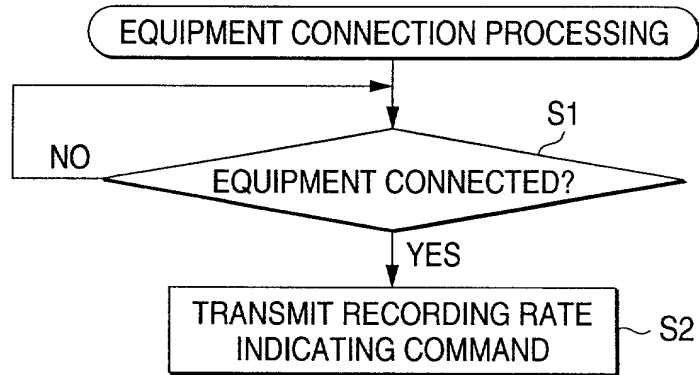 EQUIPMENT CONNECTION PROCESSING
S1
NO
EQUIPMENT CONNECTED?
YES
TRANSMIT RECORDING RATE
INDICATING COMMAND
S2